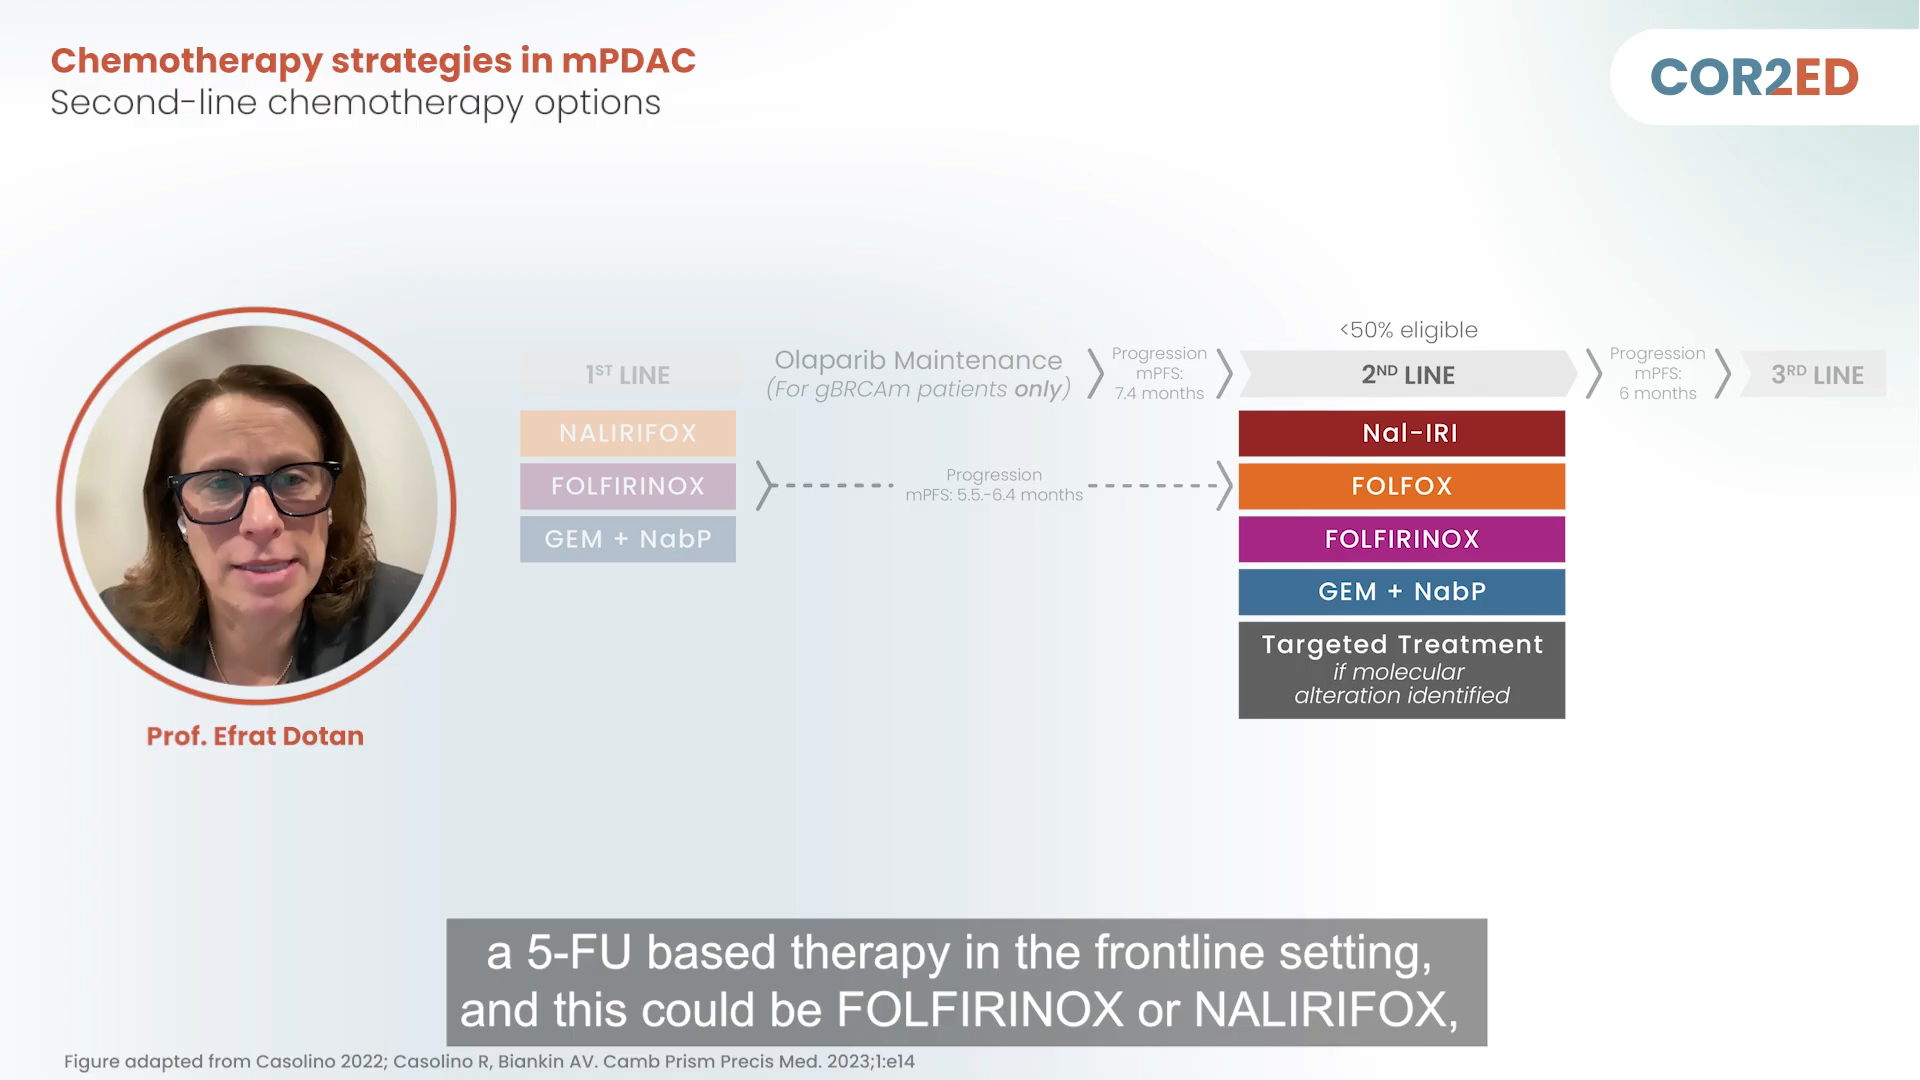 Chemotherapy strategies in mPDAC
Second-line chemotherapy options
COR2ED
Prof. Efrat Dotan
1ST LINE
NALIRIFOX
FOLFIRINOX
GEM + NabP
Olaparib Maintenance
(For gBRCAm patients only)
Progression
mPFS:
7.4 months
Progression
mPFS: 5.5.-6.4 months
<50% eligible
2ND LINE
Nal-IRI
FOLFOX
FOLFIRINOX
GEM + NabP
Targeted Treatment
if molecular
alteration identified
Progression
mPFS:
6 months
3RD LINE
a 5-FU based therapy in the frontline setting,
and this could be FOLFIRINOX or NALIRIFOX,
Figure adapted from Casolino 2022; Casolino R, Biankin AV. Camb Prism Precis Med. 2023;1:e14